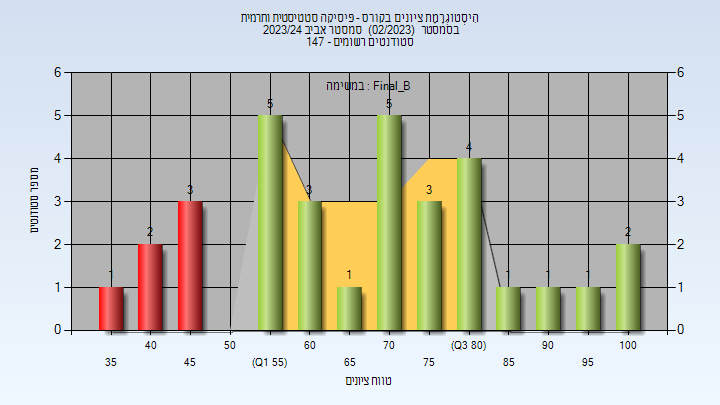 הִיסטוֹגרָמָת ציונים בקורס - פיסיקה סטטיסטית ותרמית
בסמסטר (02/2023) סמסטר אביב 2023/24
סטודנטים רשומים - 147
במשימה : Final_B
מספר סטודנטים
6 6
5 5
4 4
3 3
2 2
1 1
0 0
1 2 3 5 3 1 5 3 4 1 1 1 2
40 50 60 70 (Q3 80) 90 100
35 45 (Q1 55) 65 75 85 95
טווח ציונים